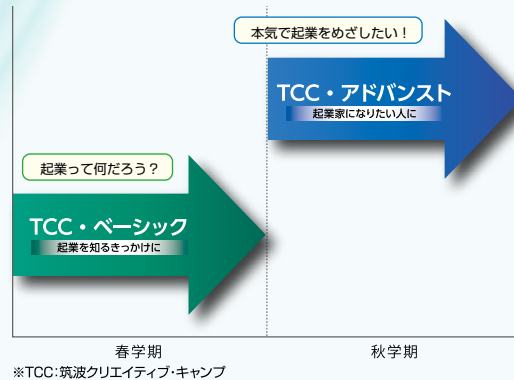 本気で起業をめざしたい！
TCC・アドバンスト
起業家になりたい人に
起業って何だろう？
TCC・ベーシック
起業を知るきっかけに
春学期
秋学期
※TCC：筑波クリエイティブ・キャンプ